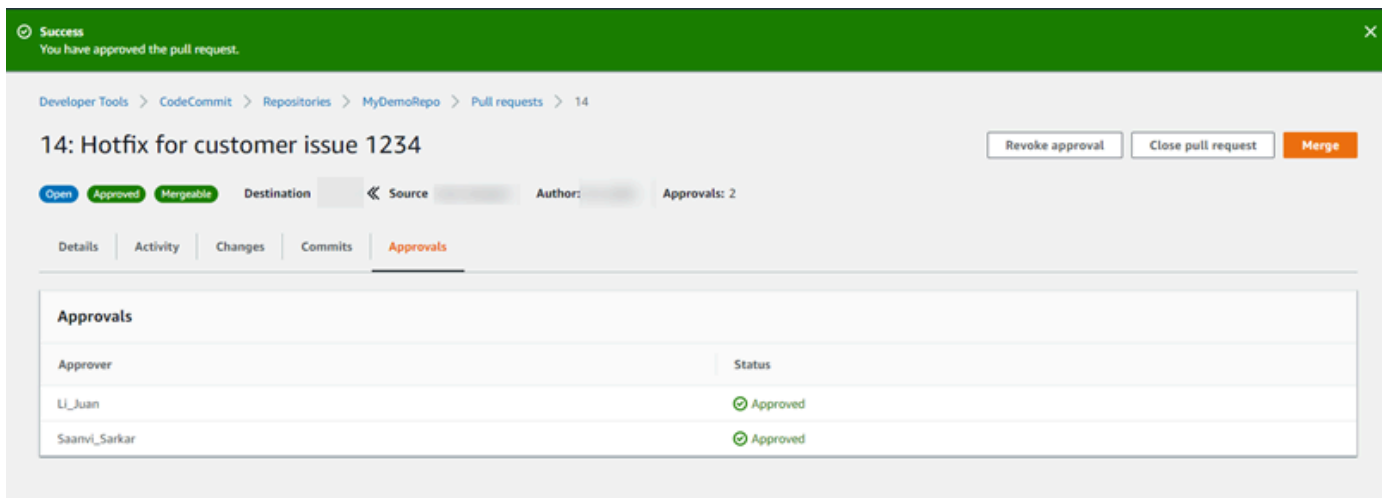 Success
You have approved the pull request.
Developer Tools > CodeCommit > Repositories > MyDemoRepo > Pull requests > 14
14: Hotfix for customer issue 1234 Revoke approval Close pull request Merge
Open Approved Mergeable Destination Source Author: Approvals: 2
Details Activity Changes Commits Approvals
Approvals
Approver Status
Li_Juan Approved
Saanvi_Sarkar Approved